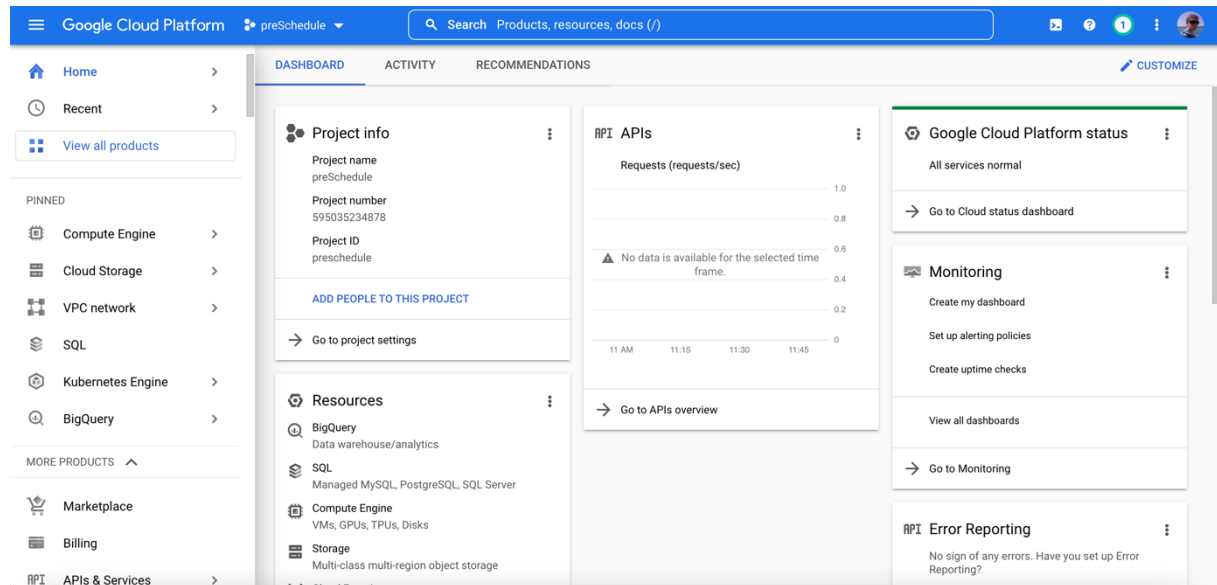 Google Cloud Platform
preSchedule
Search Products, resources, docs (/)
1
Home
Recent
View all products
PINNED
Compute Engine
Cloud Storage
VPC network
SQL
Kubernetes Engine
BigQuery
MORE PRODUCTS
Marketplace
Billing
API APIs & Services
DASHBOARD
ACTIVITY
RECOMMENDATIONS
CUSTOMIZE
Project info
Project name
preSchedule
Project number
595035234878
Project ID
preschedule
ADD PEOPLE TO THIS PROJECT
Go to project settings
Resources
BigQuery
Data warehouse/analytics
SQL
Managed MySQL, PostgreSQL, SQL Server
Compute Engine
VMs, GPUs, TPUs, Disks
Storage
Multi-class multi-region object storage
API APIs
Requests (requests/sec)
1.0
0.8
0.6
No data is available for the selected time
frame.
0.4
0.2
0
11 AM 11:15 11:30 11:45
Go to APIs overview
Google Cloud Platform status
All services normal
Go to Cloud status dashboard
Monitoring
Create my dashboard
Set up alerting policies
Create uptime checks
View all dashboards
Go to Monitoring
API Error Reporting
No sign of any errors. Have you set up Error
Reporting?